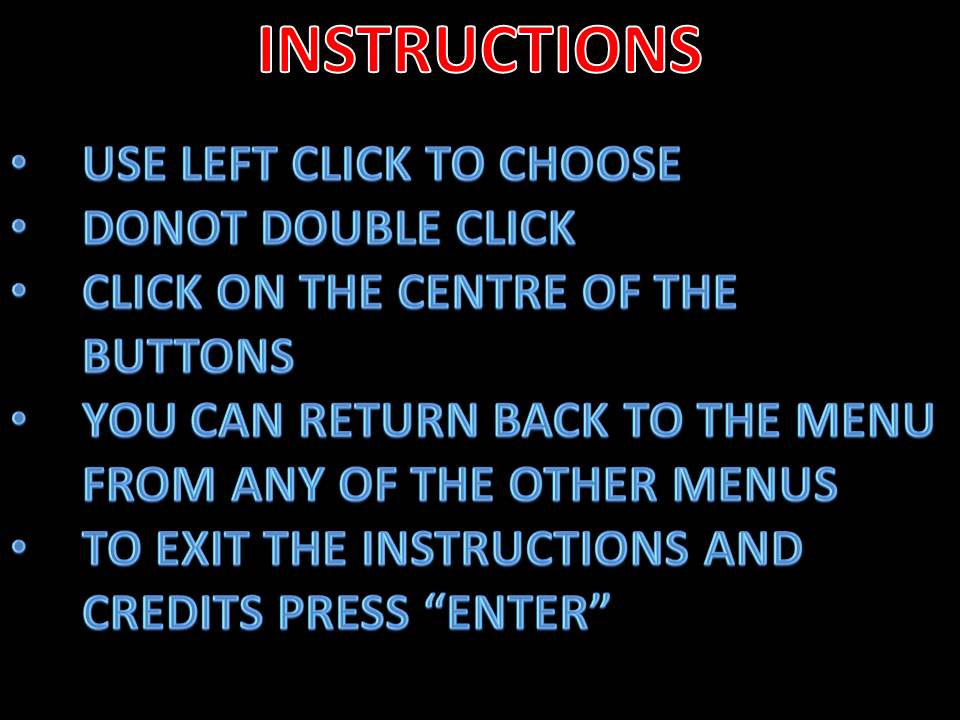 INSTRUCTIONS
• USE LEFT CLICK TO CHOOSE
• DONOT DOUBLE CLICK
• CLICK ON THE CENTRE OF THE
BUTTONS
• YOU CAN RETURN BACK TO THE MENU
FROM ANY OF THE OTHER MENUS
• TO EXIT THE INSTRUCTIONS AND
CREDITS PRESS “ENTER”